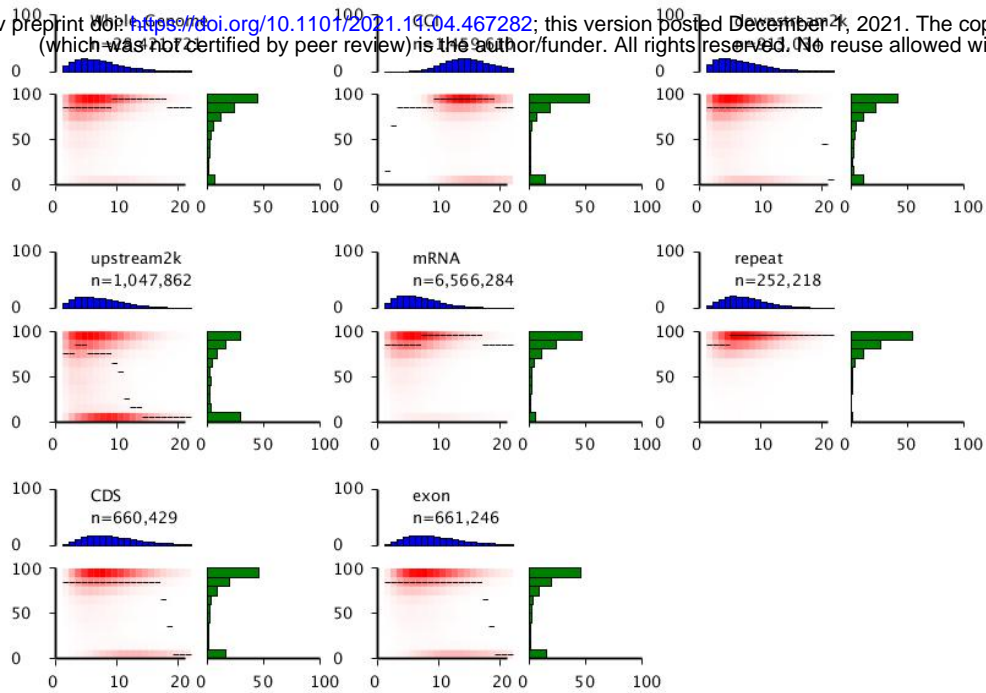 v preprint doi: https://doi.org/10.1101/2021.11.04.467282; this version posted December 4, 2021. The cop
(which was not certified by peer review) is the author/funder. All rights reserved. No reuse allowed wi
100 Whole_Genome 100 CGI 100 downstream2k
0 0 0
100 100 100
50 50 50
0 0 0
0 10 20 0 50 100 0 10 20 0 50 100 0 10 20 0 50 100
100 upstream2k 100 mRNA 100 repeat
n=1,047,862 n=6,566,284 n=252,218
0 0 0
100 100 100
50 50 50
0 0 0
0 10 20 0 50 100 0 10 20 0 50 100 0 10 20 0 50 100
100 CDS 100 exon
n=660,429 n=661,246
0 0
100 100
50 50
0 0
0 10 20 0 50 100 0 10 20 0 50 100